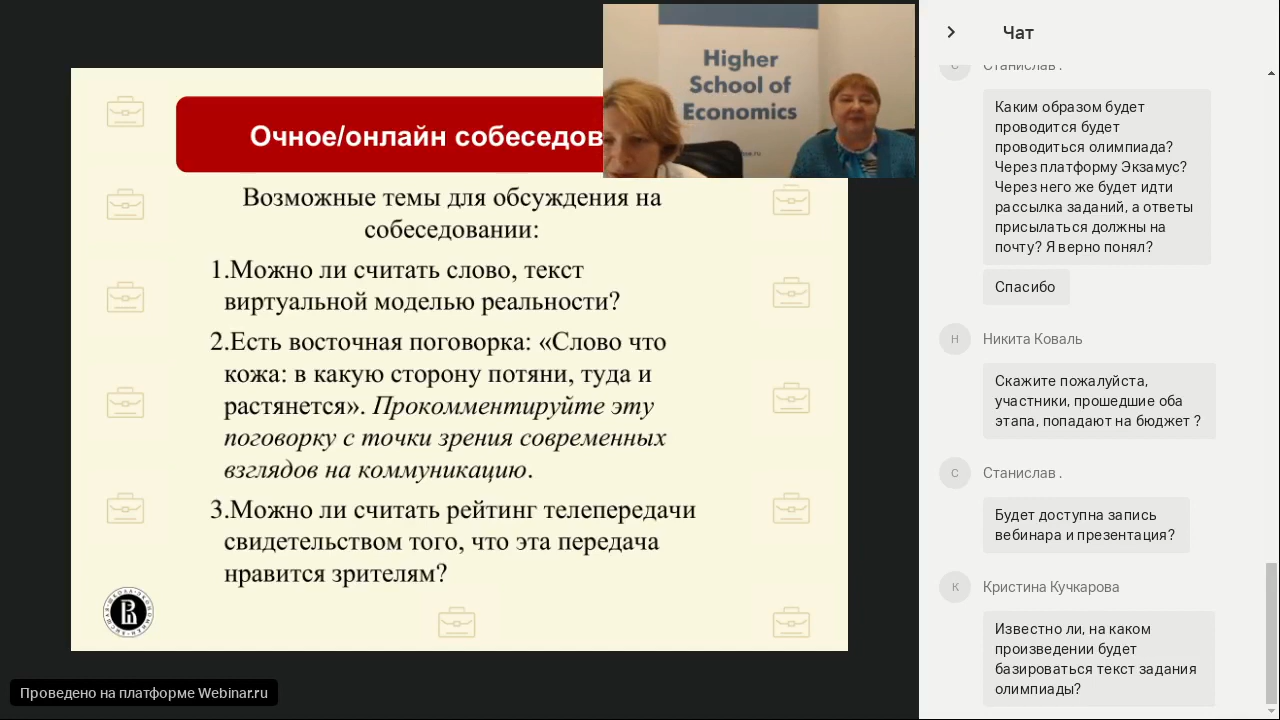 Очное/онлайн собеседов
Возможные темы для обсуждения на
собеседовании:
1.Можно ли считать слово, текст
виртуальной моделью реальности?
2.Есть восточная поговорка: «Слово что
кожа: в какую сторону потяни, туда и
растянется». Прокомментируйте эту
поговорку с точки зрения современных
взглядов на коммуникацию.
3.Можно ли считать рейтинг телепередачи
свидетельством того, что эта передача
нравится зрителям?
Проведено на платформе Webinar.ru
Higher
School of
Economics
Чат
С
Станислав .
Каким образом будет
проводится будет
проводиться олимпиада?
Через платформу Экзамус?
Через него же будет идти
рассылка заданий, а ответы
присылаться должны на
почту? Я верно понял?
Спасибо
Н
Никита Коваль
Скажите пожалуйста,
участники, прошедшие оба
этапа, попадают на бюджет ?
С
Станислав .
Будет доступна запись
вебинара и презентация?
К
Кристина Кучкарова
Известно ли, на каком
произведении будет
базироваться текст задания
олимпиады?